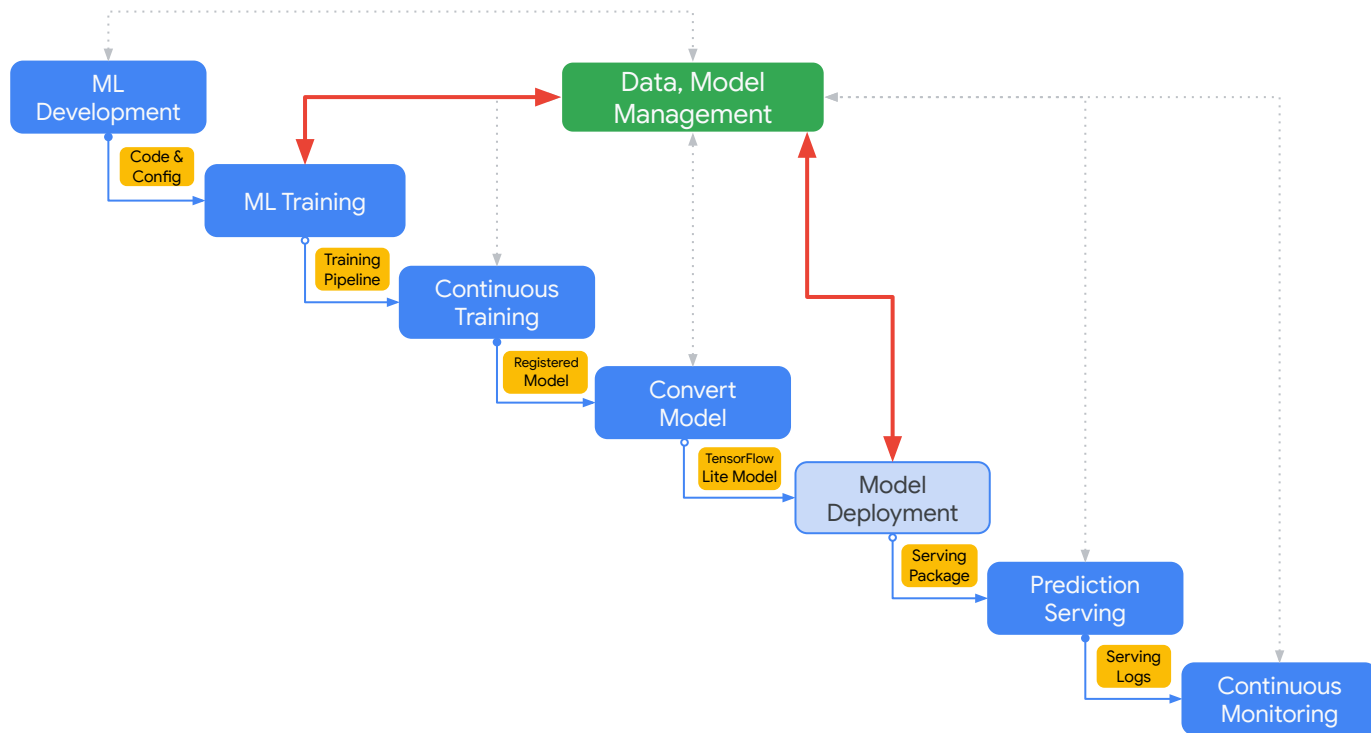 ML
Development
Data, Model
Management
Code &
Config
ML Training
Training
Pipeline
Continuous
Training
Registered
Model
Convert
Model
TensorFlow
Lite Model
Model
Deployment
Serving
Package
Prediction
Serving
Serving
Logs
Continuous
Monitoring